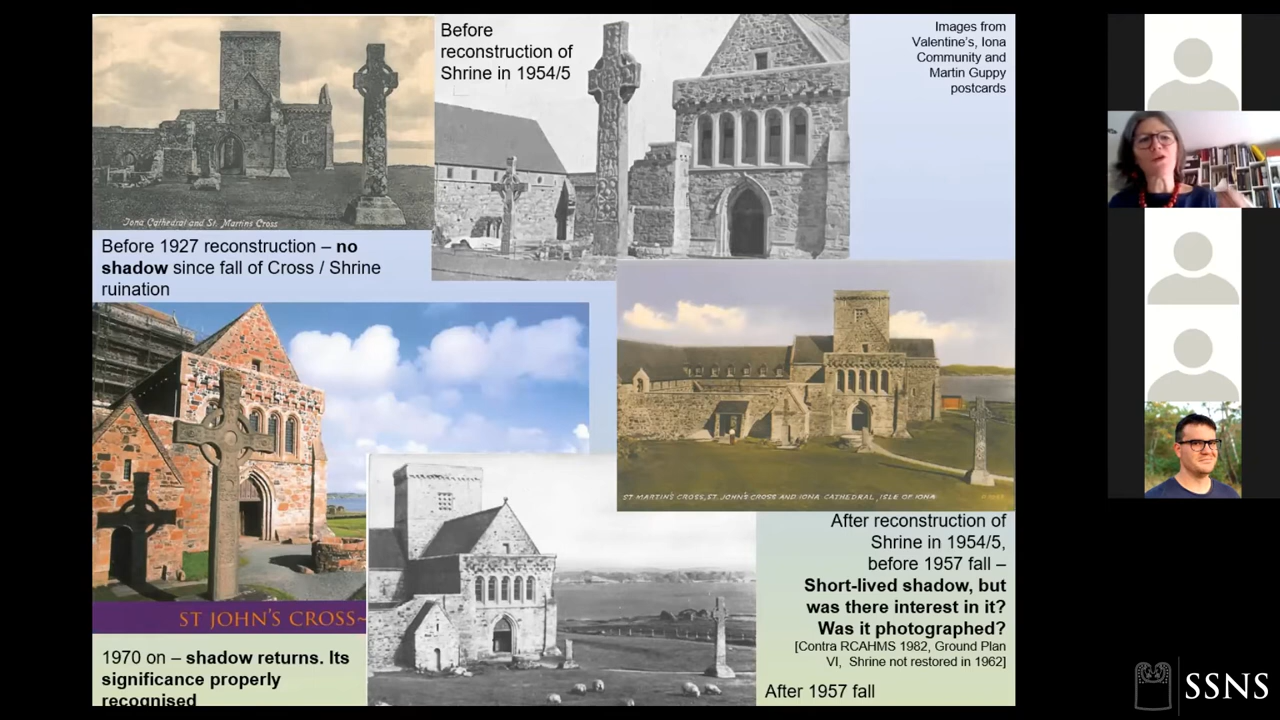 Before
reconstruction of
Shrine in 1954/5
Images from
Valentine's, Iona
Community and
Martin Guppy
postcards
Iona Cathedral and St. Martins Cross
Before 1927 reconstruction – no
shadow since fall of Cross / Shrine
ruination
ST MARTIN'S CROSS, ST. JOHN'S CROSS AND IONA CATHEDRAL, ISLE OF IONA
After reconstruction of
Shrine in 1954/5,
before 1957 fall –
Short-lived shadow, but
was there interest in it?
Was it photographed?
[Contra RCAHMS 1982, Ground Plan
VI, Shrine not restored in 1962]
ST JOHN'S CROSS~
1970 on – shadow returns. Its
significance properly
recognised
After 1957 fall
SSNS